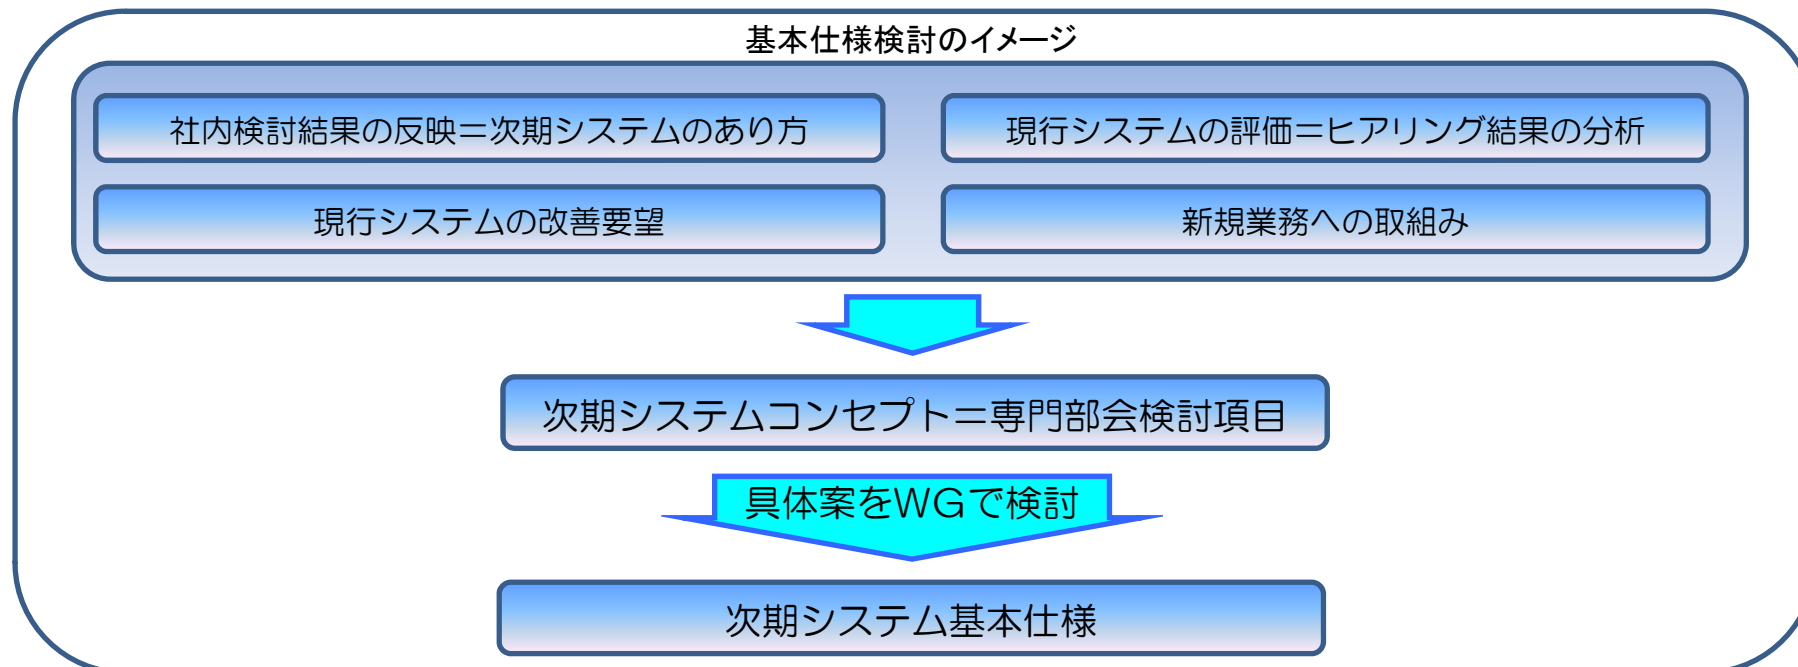 基本仕様検討のイメージ
社内検討結果の反映＝次期システムのあり方
現行システムの評価＝ヒアリング結果の分析
現行システムの改善要望
新規業務への取組み
次期システムコンセプト＝専門部会検討項目
具体案をＷＧで検討
次期システム基本仕様